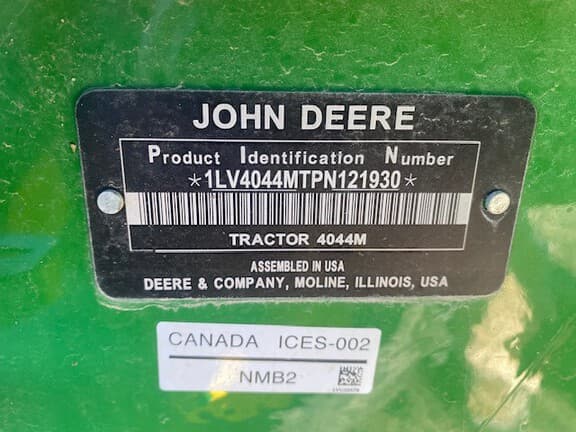 JOHN DEERE
Product Identification Number
*1LV4044MTPN121930*
TRACTOR 4044M
ASSEMBLED IN USA
DEERE & COMPANY, MOLINE, ILLINOIS, USA
CANADA ICES-002
NMB2